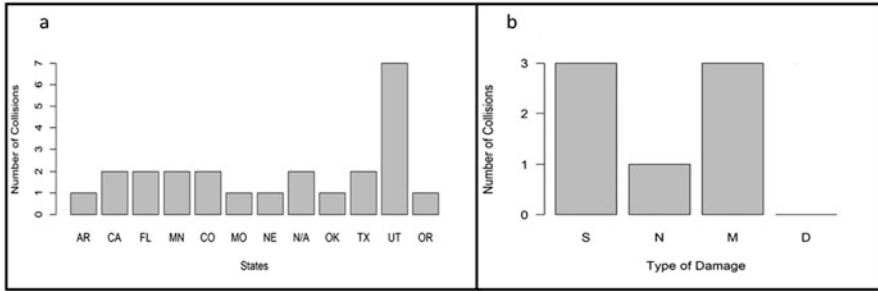 a
Number of Collisions
7
6
5
4
3
2
1
0
AR CA FL MN CO MO NE N/A OK TX UT OR
States
b
Number of Collisions
3
2
1
0
S N M D
Type of Damage